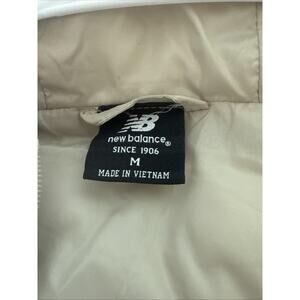 NB
new balance®
SINCE 1906
M
MADE IN VIETNAM